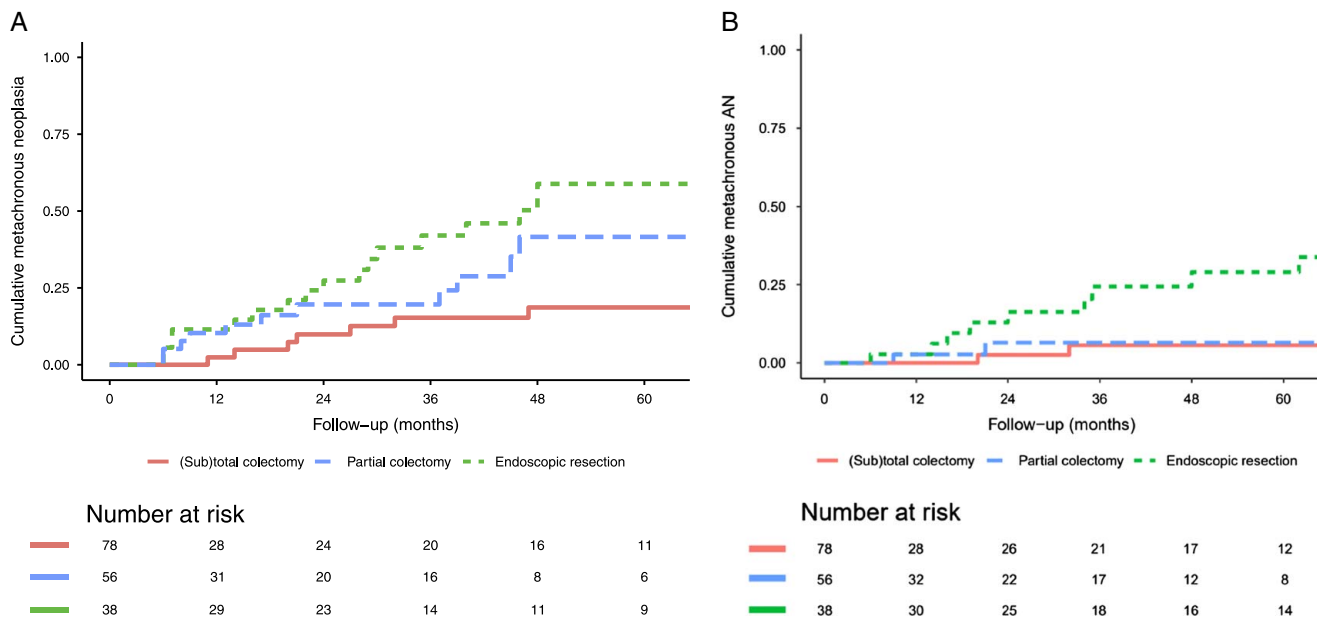 A
Cumulative metachronous neoplasia
1.00
0.75
0.50
0.25
0.00
0 12 24 36 48 60
Follow–up (months)
(Sub)total colectomy Partial colectomy Endoscopic resection
Number at risk
78 28 24 20 16 11
56 31 20 16 8 6
38 29 23 14 11 9
B
Cumulative metachronous AN
1.00
0.75
0.50
0.25
0.00
0 12 24 36 48 60
Follow–up (months)
(Sub)total colectomy Partial colectomy Endoscopic resection
Number at risk
78 28 26 21 17 12
56 32 22 17 12 8
38 30 25 18 16 14